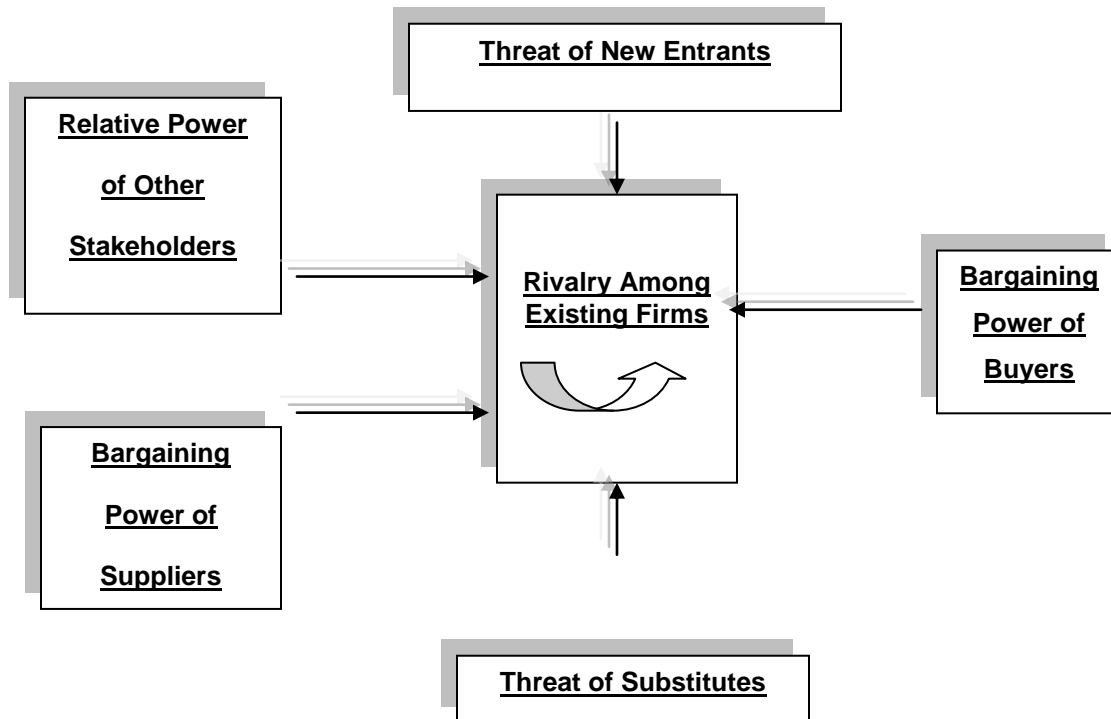 Threat of New Entrants
Relative Power
of Other
Stakeholders
Rivalry Among
Existing Firms
Bargaining
Power of
Buyers
Bargaining
Power of
Suppliers
Threat of Substitutes